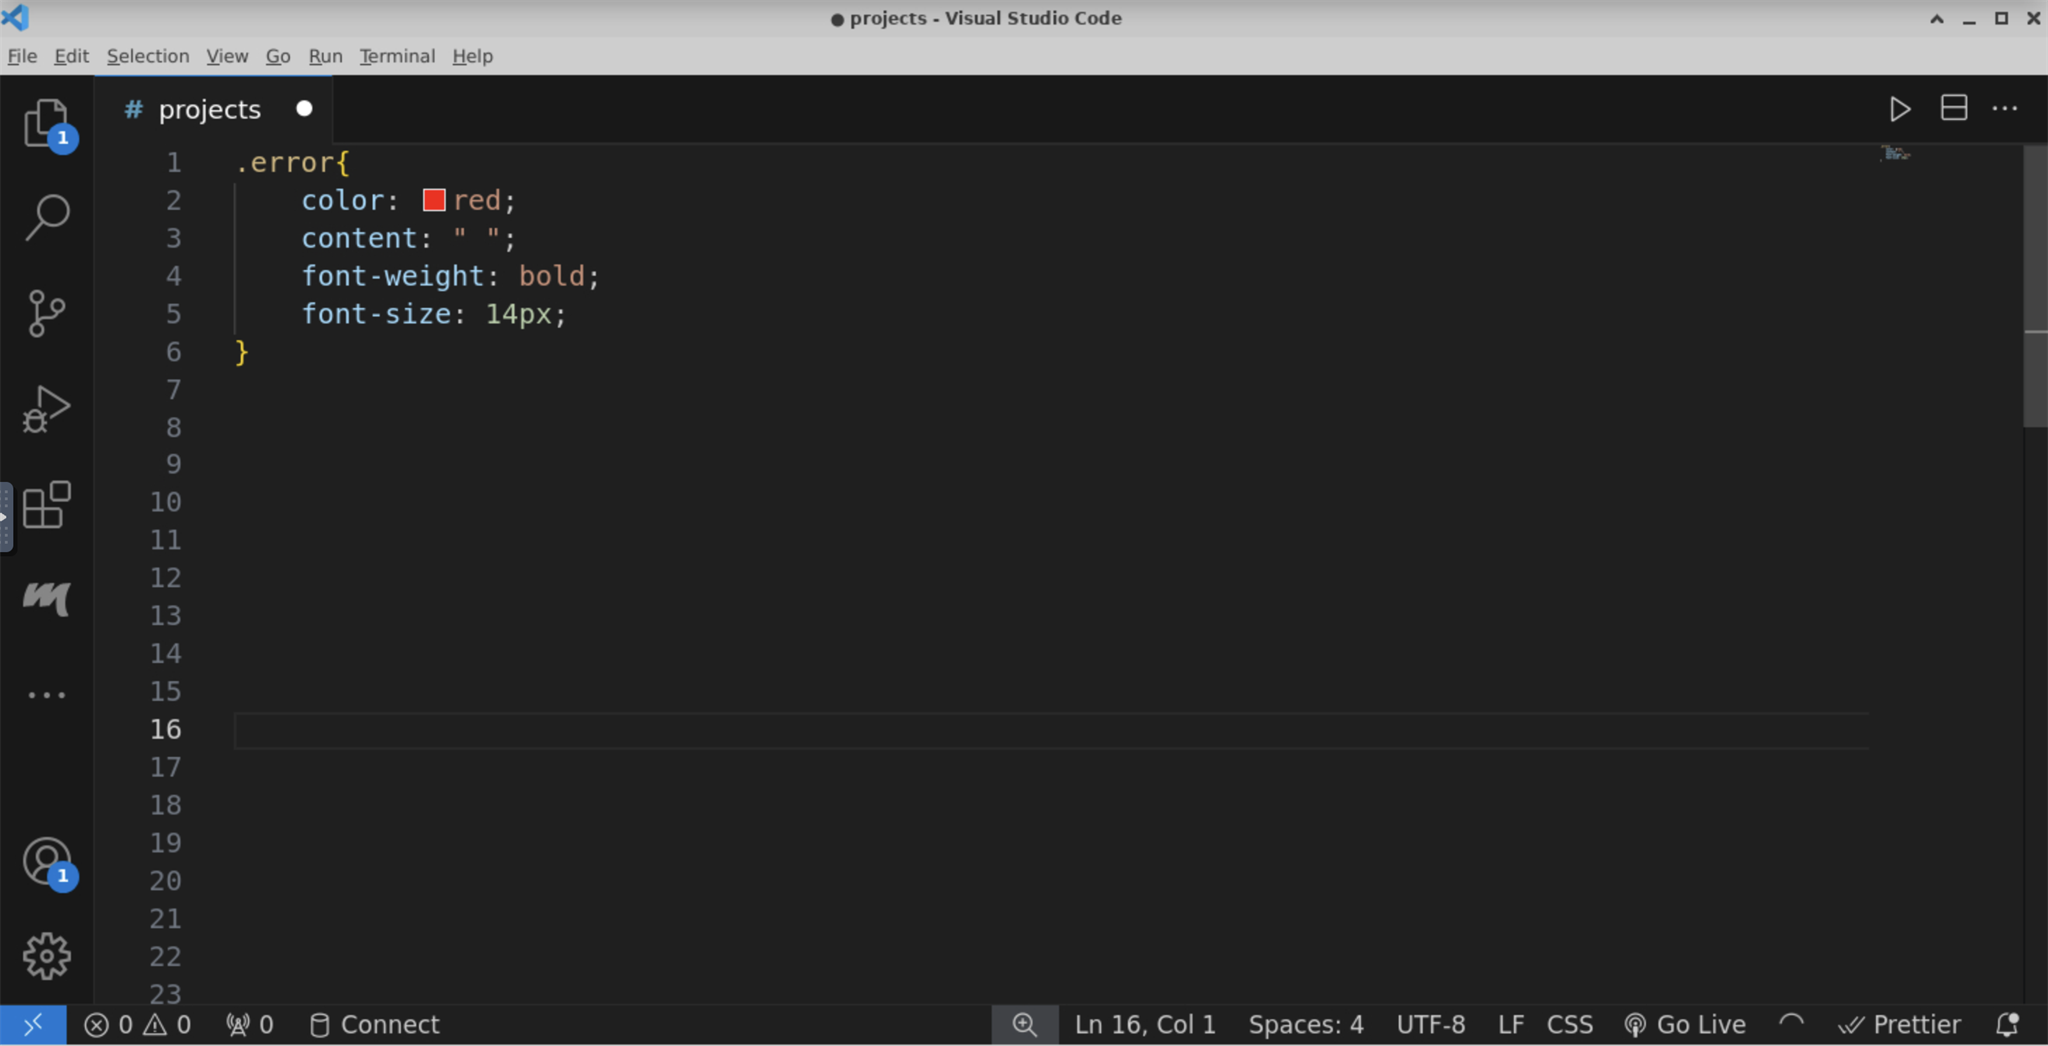 ● projects - Visual Studio Code
File Edit Selection View Go Run Terminal Help
# projects ●
1
1 .error{
2 color: red;
3 content: " ";
4 font-weight: bold;
5 font-size: 14px;
6 }
7
8
9
10
11
12
13
14
15
16
17
18
19
20
1
21
22
23
0 0 0 Connect Ln 16, Col 1 Spaces: 4 UTF-8 LF CSS Go Live Prettier